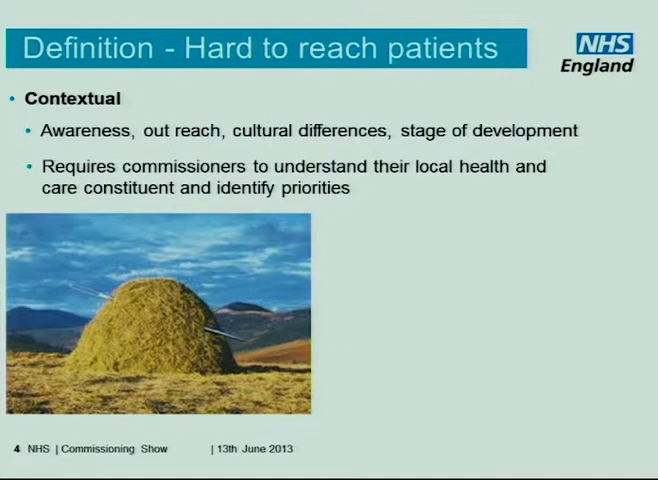 Definition - Hard to reach patients
NHS
England
• Contextual
• Awareness, out reach, cultural differences, stage of development
• Requires commissioners to understand their local health and
care constituent and identify priorities
4 NHS | Commissioning Show | 13th June 2013